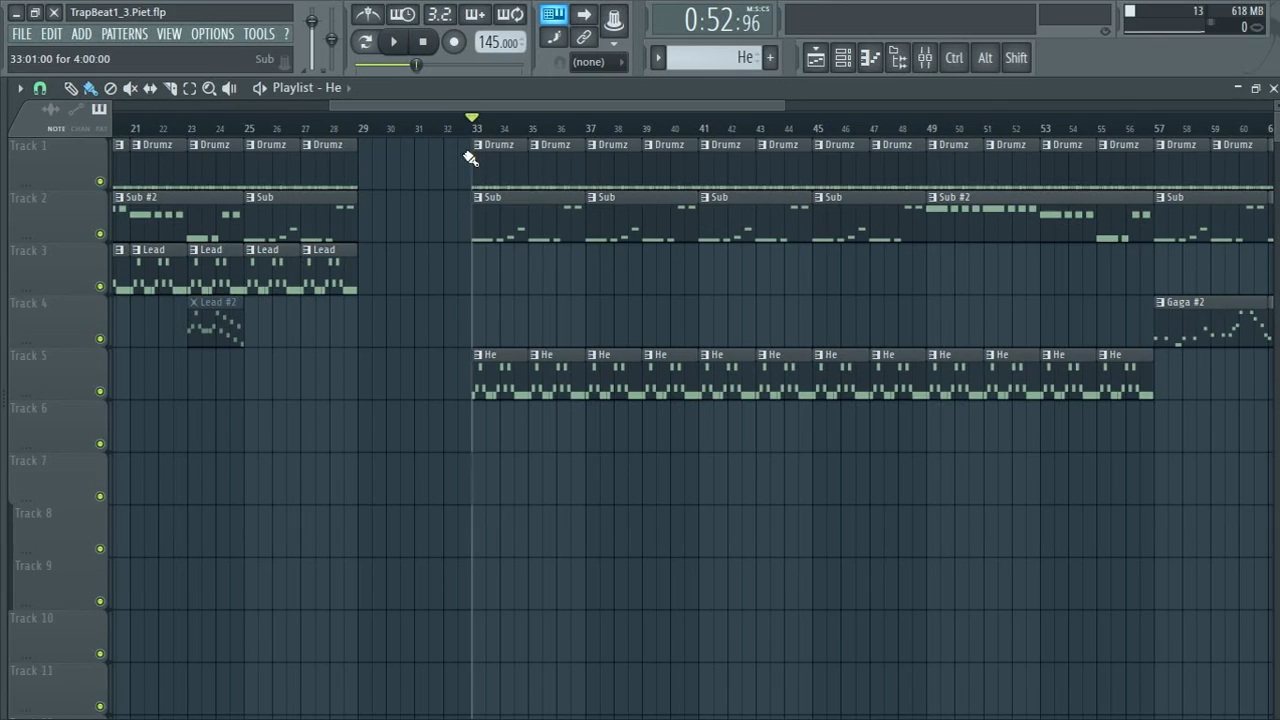 TrapBeat1_3.Piet.flp
FILE EDIT ADD PATTERNS VIEW OPTIONS TOOLS ?
33:01:00 for 4:00:00 Sub
3.2.
145.000
(none)
0:52:96
M:S:CS
He
13 618 MB
0
Ctrl Alt Shift
Playlist - He
NOTE CHAN PAT
21 22 23 24 25 26 27 28 29 30 31 32 33 34 35 36 37 38 39 40 41 42 43 44 45 46 47 48 49 50 51 52 53 54 55 56 57 58 59 60 6
Track 1 Drumz Drumz Drumz Drumz Drumz Drumz Drumz Drumz Drumz Drumz Drumz Drumz Drumz Drumz Drumz Drumz Drumz Drumz
Track 2 Sub #2 Sub Sub Sub Sub Sub Sub #2 Sub
Track 3 Lead Lead Lead Lead
Track 4 Lead #2 Gaga #2
Track 5 He He He He He He He He He He He He
Track 6
Track 7
Track 8
Track 9
Track 10
Track 11